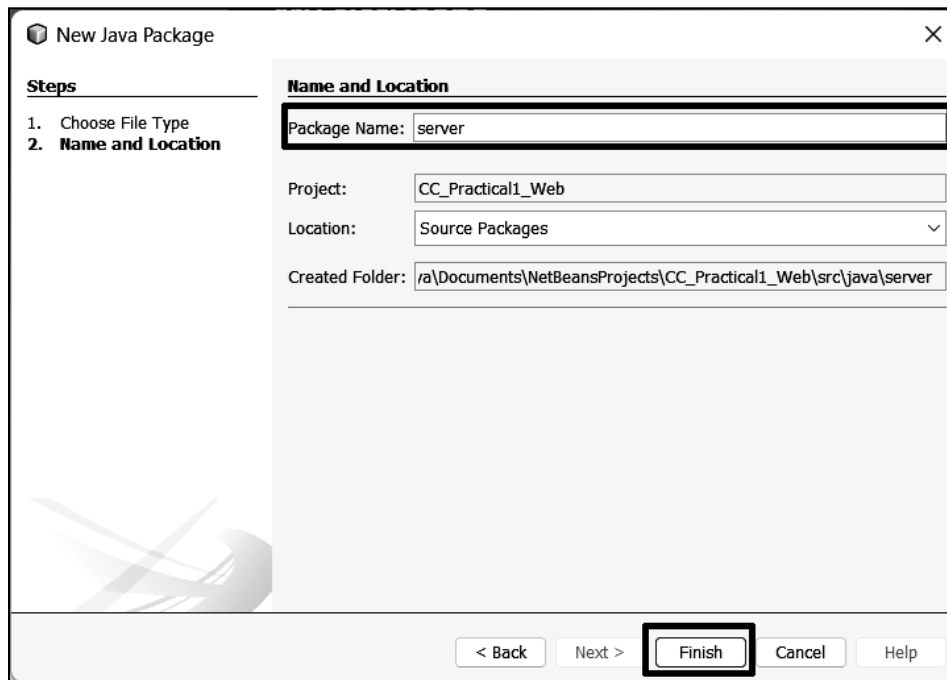 New Java Package
Steps
1. Choose File Type
2. Name and Location
Name and Location
Package Name: server
Project: CC_Practical1_Web
Location: Source Packages
Created Folder: /a\Documents\NetBeansProjects\CC_Practical1_Web\src\java\server
< Back Next > Finish Cancel Help